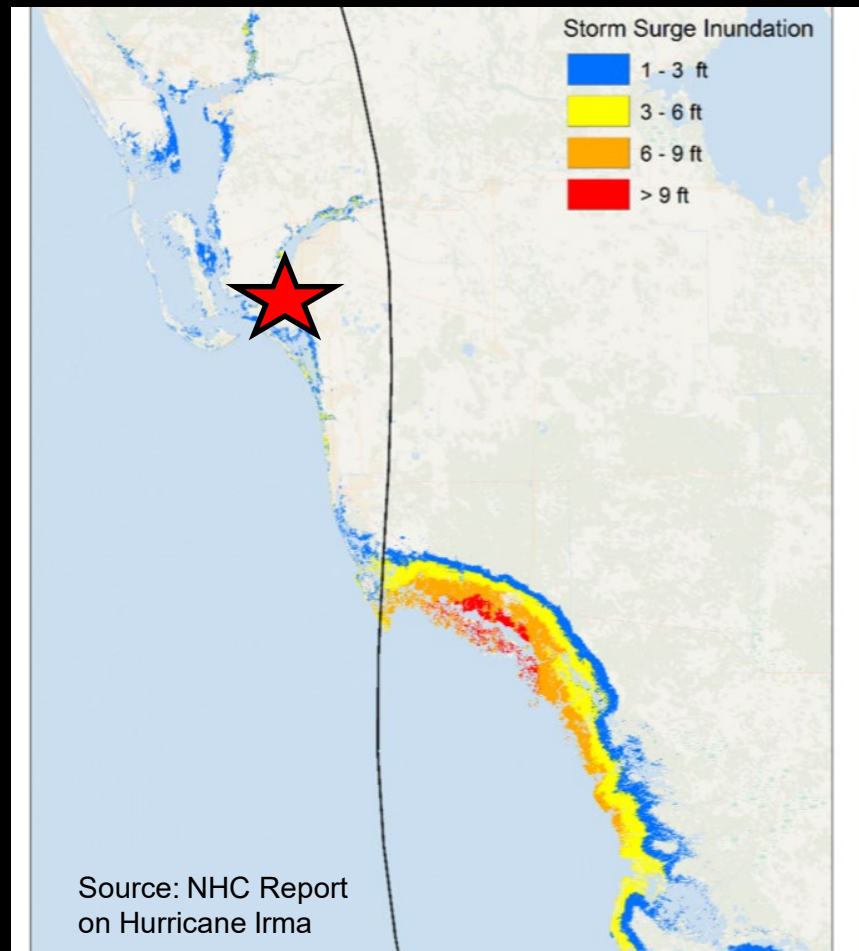 Storm Surge Inundation
1 - 3 ft
3 - 6 ft
6 - 9 ft
> 9 ft
Source: NHC Report
on Hurricane Irma